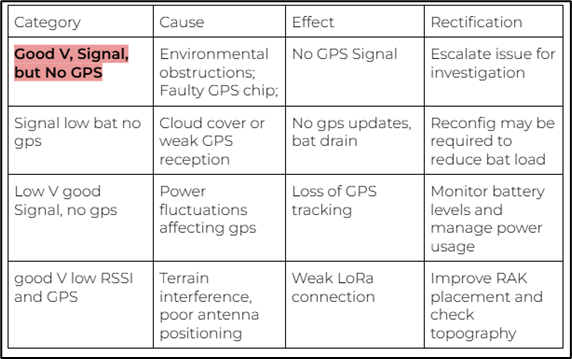 Category
Cause
Effect
Rectification
Good V, Signal,
but No GPS
Environmental
obstructions;
Faulty GPS chip;
No GPS Signal
Escalate issue for
investigation
Signal low bat no
gps
Cloud cover or
weak GPS
reception
No gps updates,
bat drain
Reconfig may be
required to
reduce bat load
Low V good
Signal, no gps
Power
fluctuations
affecting gps
Loss of GPS
tracking
Monitor battery
levels and
manage power
usage
good V low RSSI
and GPS
Terrain
interference,
poor antenna
positioning
Weak LoRa
connection
Improve RAK
placement and
check
topography